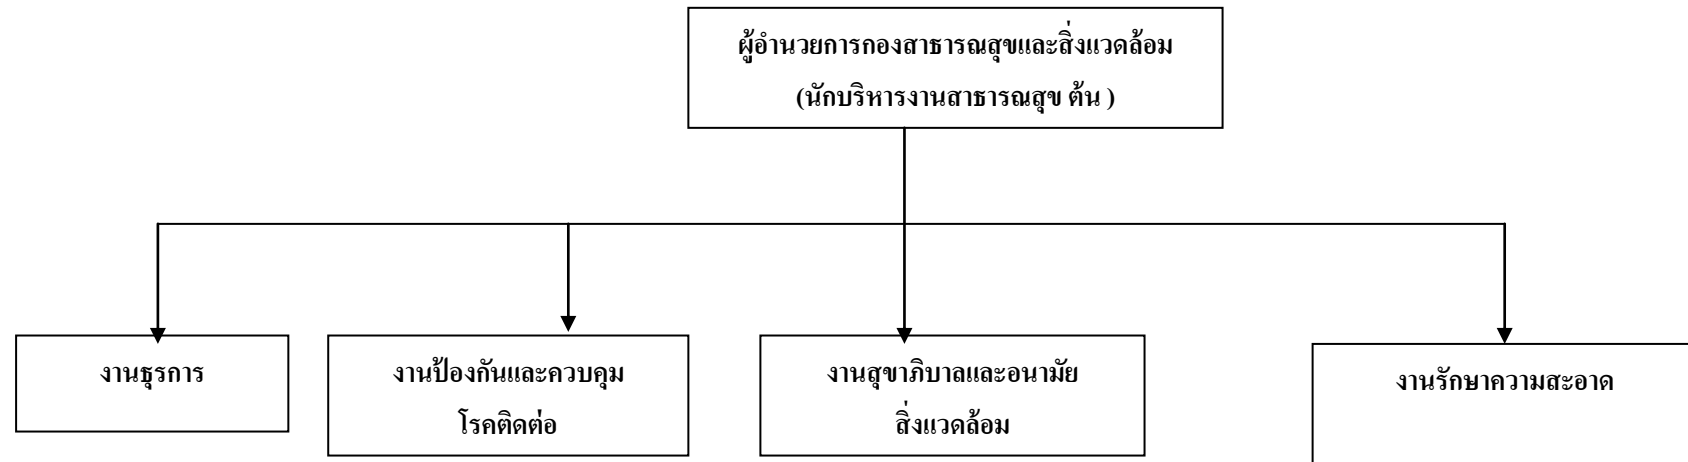 ผู้อำนวยการกองสาธารณสุขและสิ่งแวดล้อม
(นักบริหารงานสาธารณสุข ต้น )
งานธุรการ
งานป้องกันและควบคุม
โรคติดต่อ
งานสุขาภิบาลและอนามัย
สิ่งแวดล้อม
งานรักษาความสะอาด